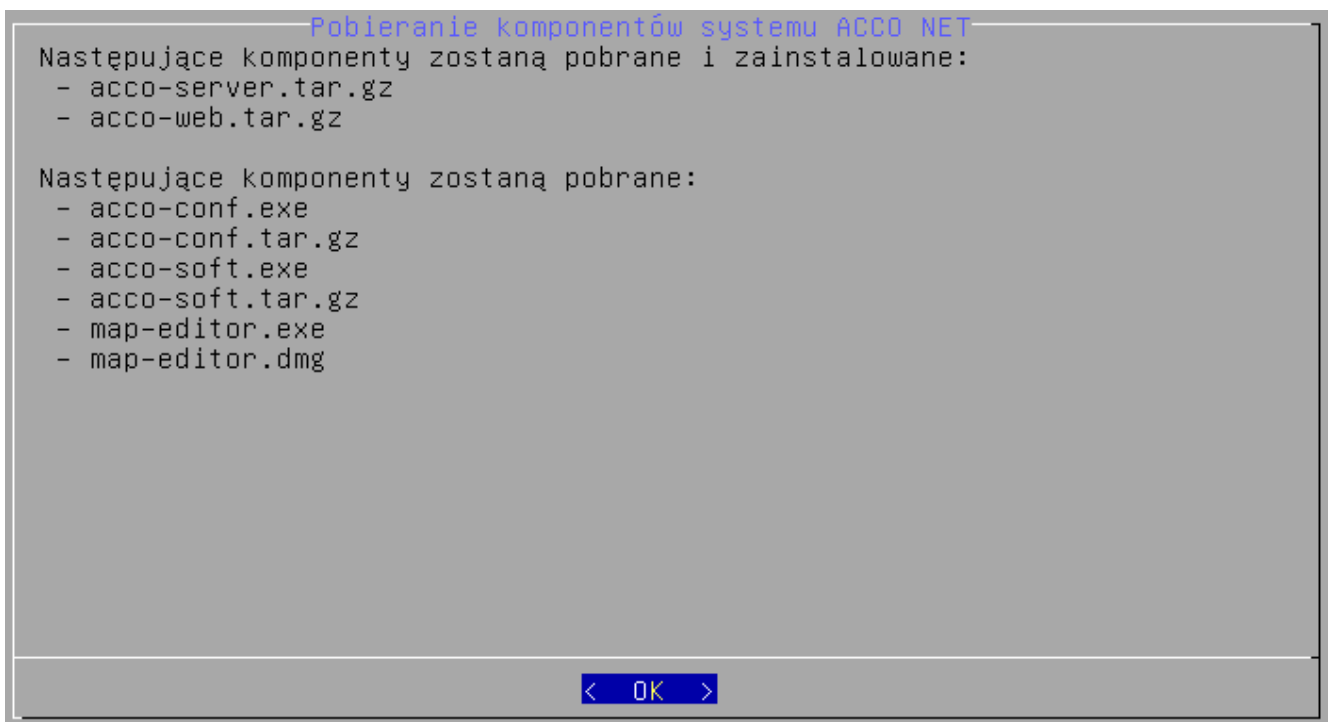 Pobieranie komponentów systemu ACCO NET
Następujące komponenty zostaną pobrane i zainstalowane:
- acco-server.tar.gz
- acco-web.tar.gz
Następujące komponenty zostaną pobrane:
- acco-conf.exe
- acco-conf.tar.gz
- acco-soft.exe
- acco-soft.tar.gz
- map-editor.exe
- map-editor.dmg
< OK >